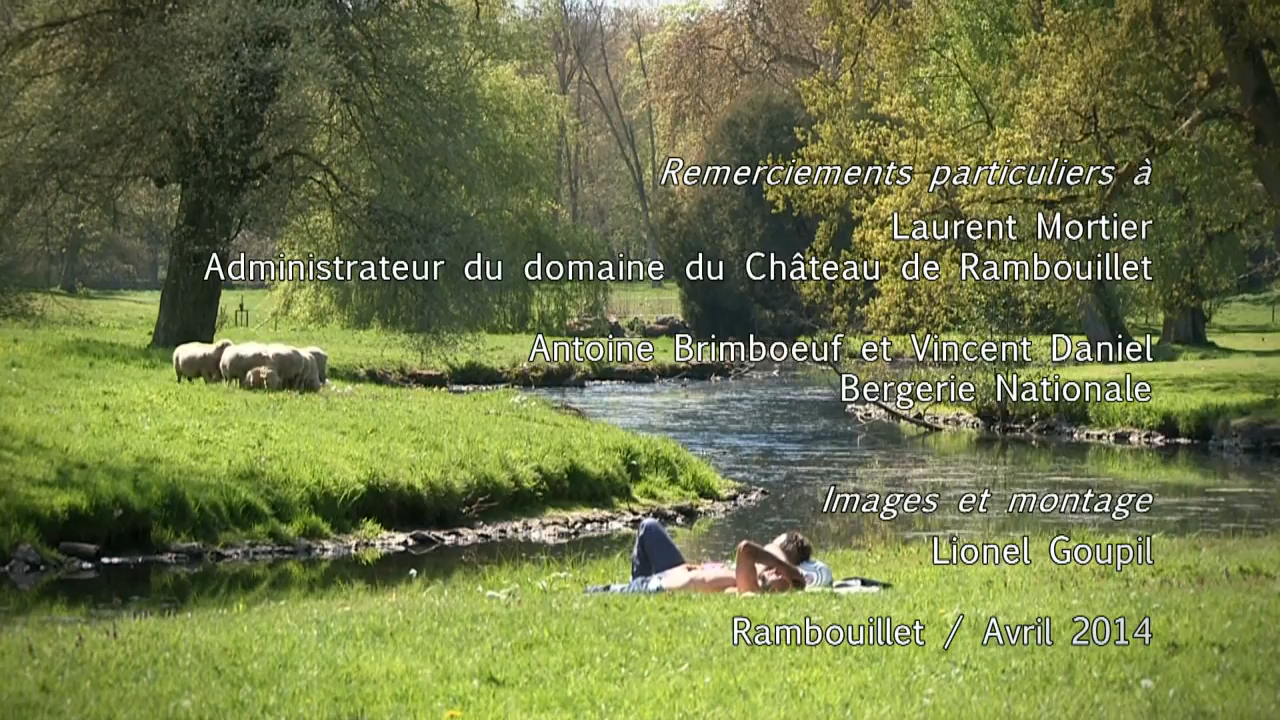 Remerciements particuliers à
Laurent Mortier
Administrateur du domaine du Château de Rambouillet
Antoine Brimboeuf et Vincent Daniel
Bergerie Nationale
Images et montage
Lionel Goupil
Rambouillet / Avril 2014